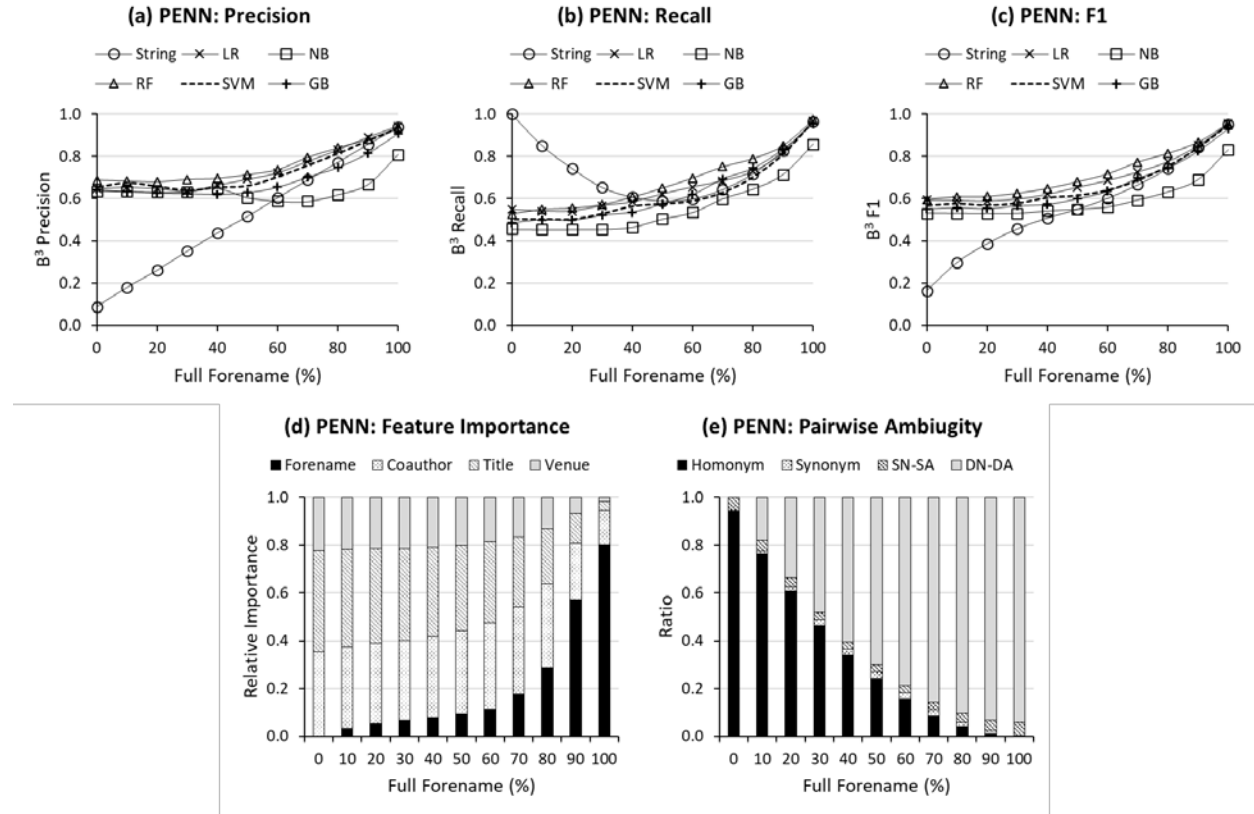 (a) PENN: Precision
String LR NB
RF SVM GB
1.0
0.8
0.6
0.4
0.2
0.0
B³ Precision
0 20 40 60 80 100
Full Forename (%)
(b) PENN: Recall
String LR NB
RF SVM GB
1.0
0.8
0.6
0.4
0.2
0.0
B³ Recall
0 20 40 60 80 100
Full Forename (%)
(c) PENN: F1
String LR NB
RF SVM GB
1.0
0.8
0.6
0.4
0.2
0.0
B³ F1
0 20 40 60 80 100
Full Forename (%)
(d) PENN: Feature Importance
Forename Coauthor Title Venue
1.0
0.8
0.6
0.4
0.2
0.0
Relative Importance
0 10 20 30 40 50 60 70 80 90 100
Full Forename (%)
(e) PENN: Pairwise Ambiugity
Homonym Synonym SN-SA DN-DA
1.0
0.8
0.6
0.4
0.2
0.0
Ratio
0 10 20 30 40 50 60 70 80 90 100
Full Forename (%)